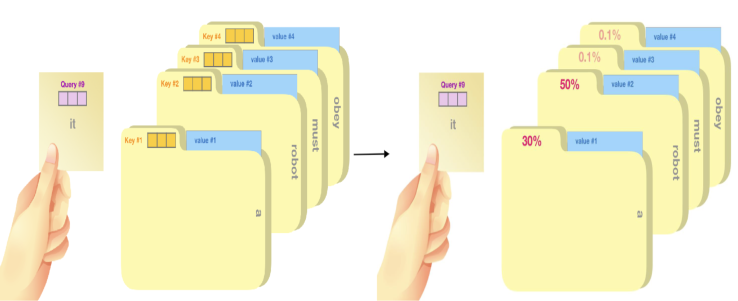 Key #4 value #4
Key #3 value #3
Key #2 value #2
Key #1 value #1
Query #9
it
a
robot
must
obey
0.1% value #4
0.1% value #3
50% value #2
30% value #1
Query #9
it
a
robot
must
obey